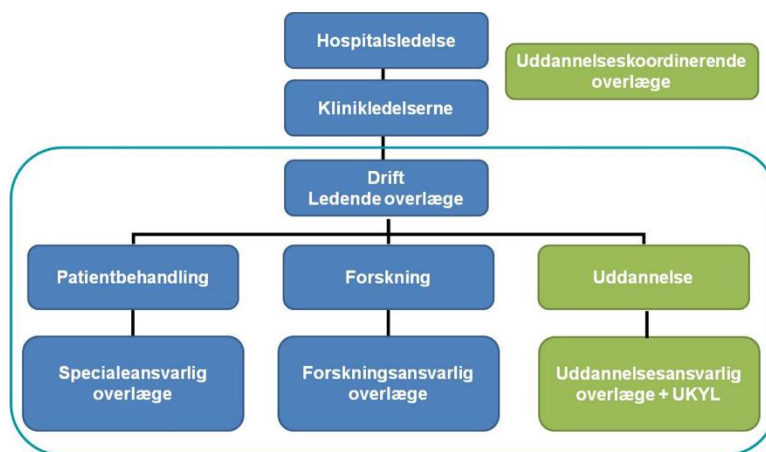 Hospitalsledelse
Uddannelseskoordinerende
overlæge
Klinikledelserne
Drift
Ledende overlæge
Patientbehandling
Forskning
Uddannelse
Specialeansvarlig
overlæge
Forskningsansvarlig
overlæge
Uddannelsesansvarlig
overlæge + UKYL